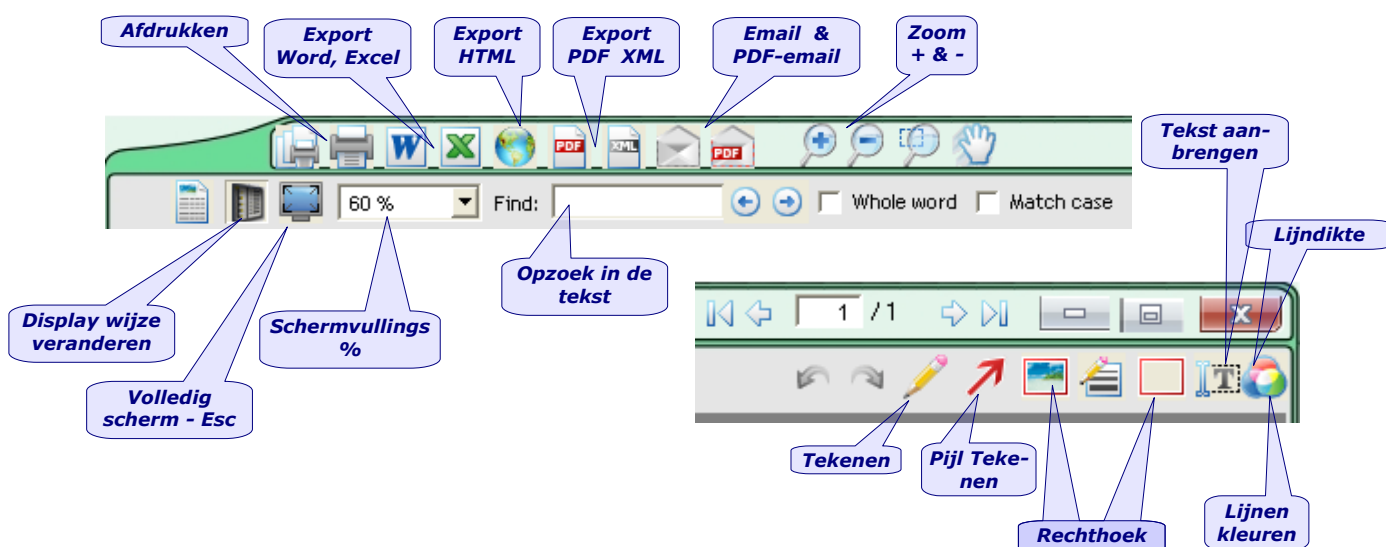 Afdrukken
Export
Word, Excel
Export
HTML
Export
PDF XML
Email &
PDF-email
Zoom
+ & -
Tekst aan-
brengen
W
X
PDF
XML
PDF
60 %
Find:
Whole word
Match case
Lijndikte
Opzoek in de
tekst
Display wijze
veranderen
Schermvullings
%
Volledig
scherm - Esc
1 / 1
T
Tekenen
Pijl Teke-
nen
Rechthoek
Lijnen
kleuren